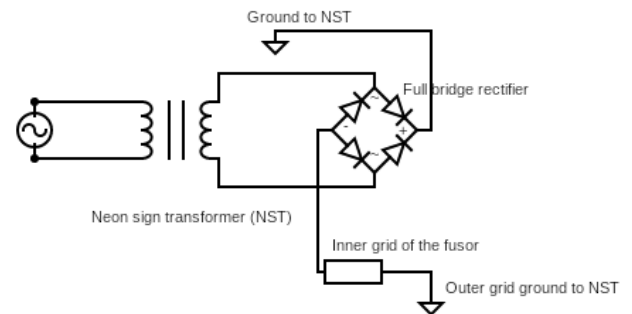 Ground to NST
Full bridge rectifier
~
-
+
~
Neon sign transformer (NST)
Inner grid of the fusor
Outer grid ground to NST